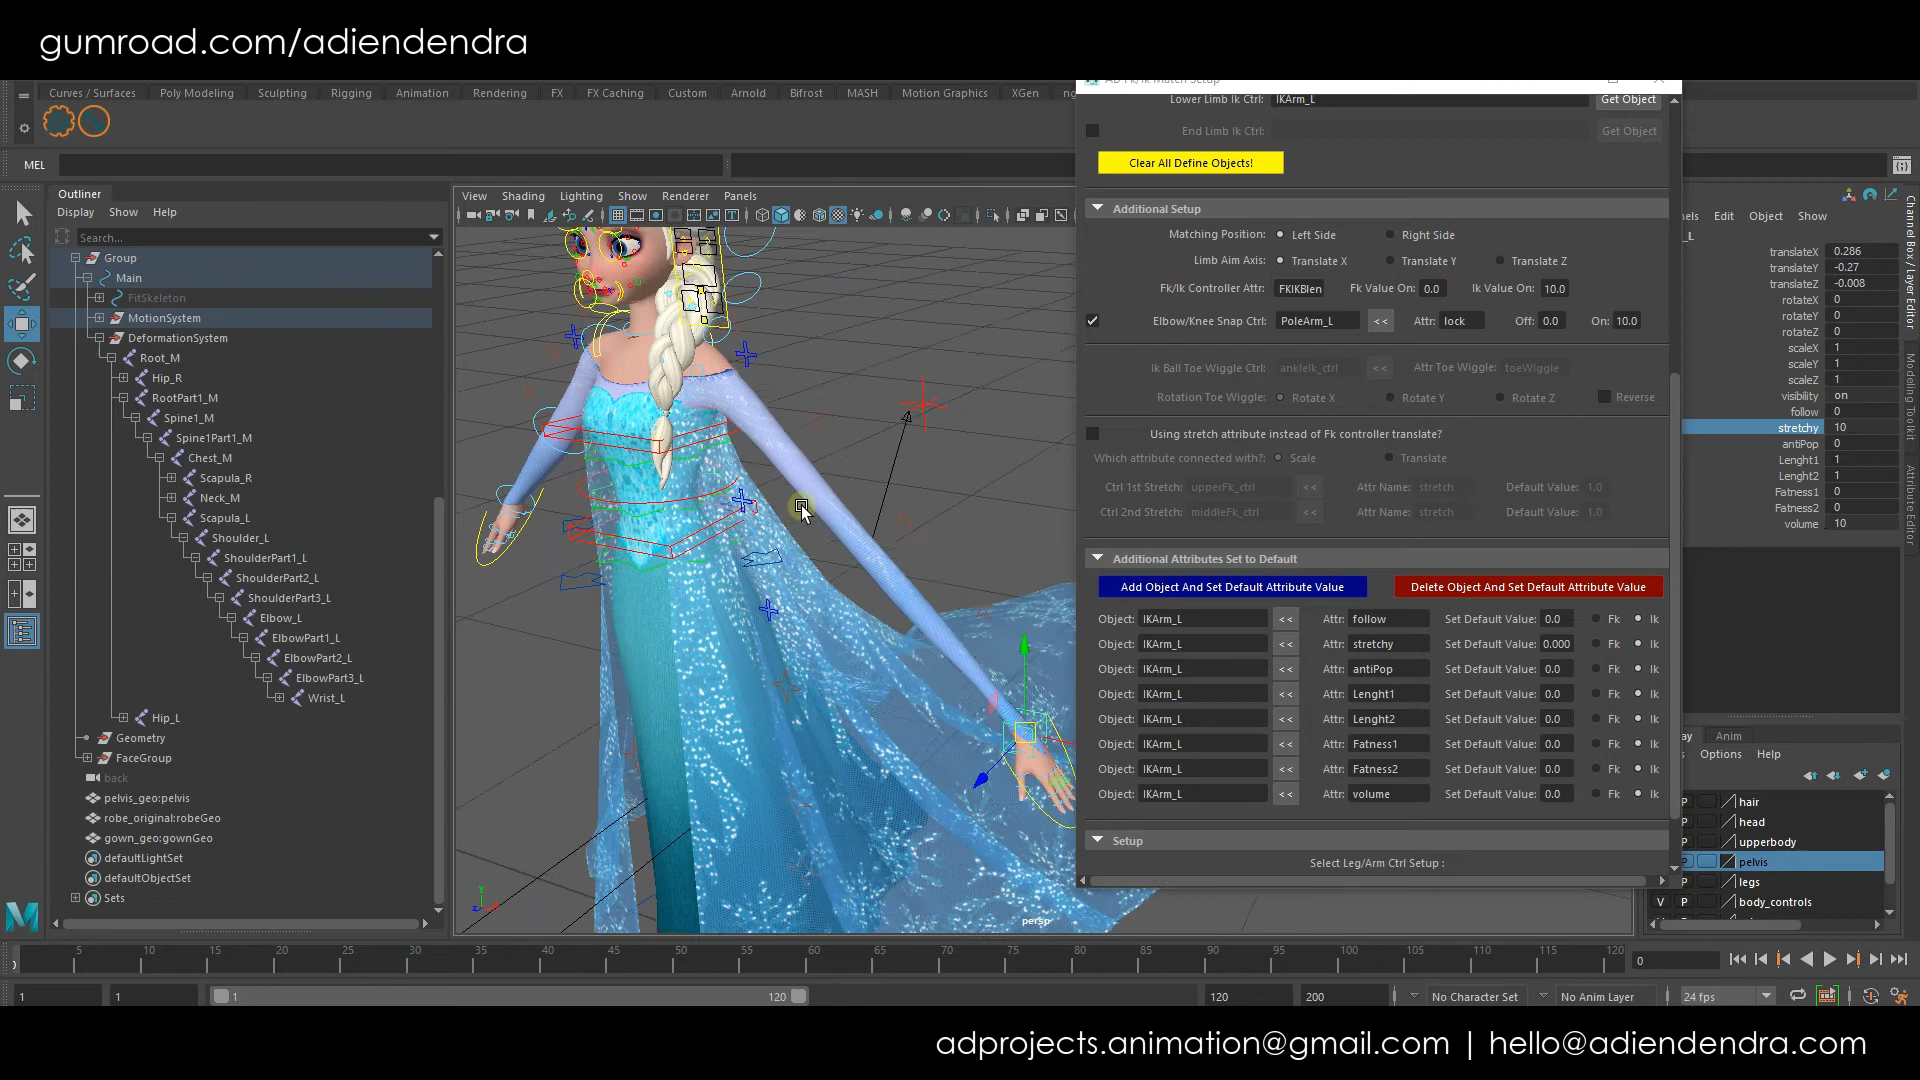 gumroad.com/adiendendra
Curves / Surfaces Poly Modeling Sculpting Rigging Animation Rendering FX FX Caching Custom Arnold Bifrost MASH Motion Graphics XGen
MEL
Outliner
Display Show Help
Search...
Group
Main
FitSkeleton
MotionSystem
DeformationSystem
Root_M
Hip_R
RootPart1_M
Spine1_M
Spine1Part1_M
Chest_M
Scapula_R
Neck_M
Scapula_L
Shoulder_L
ShoulderPart1_L
ShoulderPart2_L
ShoulderPart3_L
Elbow_L
ElbowPart1_L
ElbowPart2_L
ElbowPart3_L
Wrist_L
Hip_L
Geometry
FaceGroup
back
pelvis_geo:pelvis
robe_original:robeGeo
gown_geo:gownGeo
defaultLightSet
defaultObjectSet
Sets
View Shading Lighting Show Renderer Panels
persp
Lower Limb Ik Ctrl: IKArm_L Get Object
End Limb Ik Ctrl: Get Object
Clear All Define Objects!
Additional Setup
Matching Position: Left Side Right Side
Limb Aim Axis: Translate X Translate Y Translate Z
Fk/Ik Controller Attr: FKIKBlen Fk Value On: 0.0 Ik Value On: 10.0
Elbow/Knee Snap Ctrl: PoleArm_L << Attr: lock Off: 0.0 On: 10.0
Ik Ball Toe Wiggle Ctrl: ankleIk_ctrl << Attr Toe Wiggle: toeWiggle
Rotation Toe Wiggle: Rotate X Rotate Y Rotate Z Reverse
Using stretch attribute instead of Fk controller translate?
Which attribute connected with?: Scale Translate
Ctrl 1st Stretch: upperFk_ctrl << Attr Name: stretch Default Value: 1.0
Ctrl 2nd Stretch: middleFk_ctrl << Attr Name: stretch Default Value: 1.0
Additional Attributes Set to Default
Add Object And Set Default Attribute Value Delete Object And Set Default Attribute Value
Object: IKArm_L << Attr: follow Set Default Value: 0.0 Fk Ik
Object: IKArm_L << Attr: stretchy Set Default Value: 0.000 Fk Ik
Object: IKArm_L << Attr: antiPop Set Default Value: 0.0 Fk Ik
Object: IKArm_L << Attr: Lenght1 Set Default Value: 0.0 Fk Ik
Object: IKArm_L << Attr: Lenght2 Set Default Value: 0.0 Fk Ik
Object: IKArm_L << Attr: Fatness1 Set Default Value: 0.0 Fk Ik
Object: IKArm_L << Attr: Fatness2 Set Default Value: 0.0 Fk Ik
Object: IKArm_L << Attr: volume Set Default Value: 0.0 Fk Ik
Setup
Select Leg/Arm Ctrl Setup :
Edit Object Show
translateX 0.286
translateY -0.27
translateZ -0.008
rotateX 0
rotateY 0
rotateZ 0
scaleX 1
scaleY 1
scaleZ 1
visibility on
follow 0
stretchy 10
antiPop 0
Lenght1 1
Lenght2 1
Fatness1 0
Fatness2 0
volume 10
Channel Box / Layer Editor
Modeling Toolkit
Attribute Editor
Anim
Options Help
P hair
P head
P upperbody
P pelvis
P legs
V P body_controls
5 10 15 20 25 30 35 40 45 50 55 60 65 70 75 80 85 90 95 100 105 110 115 120
0
1 1 1 120 120 200 No Character Set No Anim Layer 24 fps
adprojects.animation@gmail.com | hello@adiendendra.com